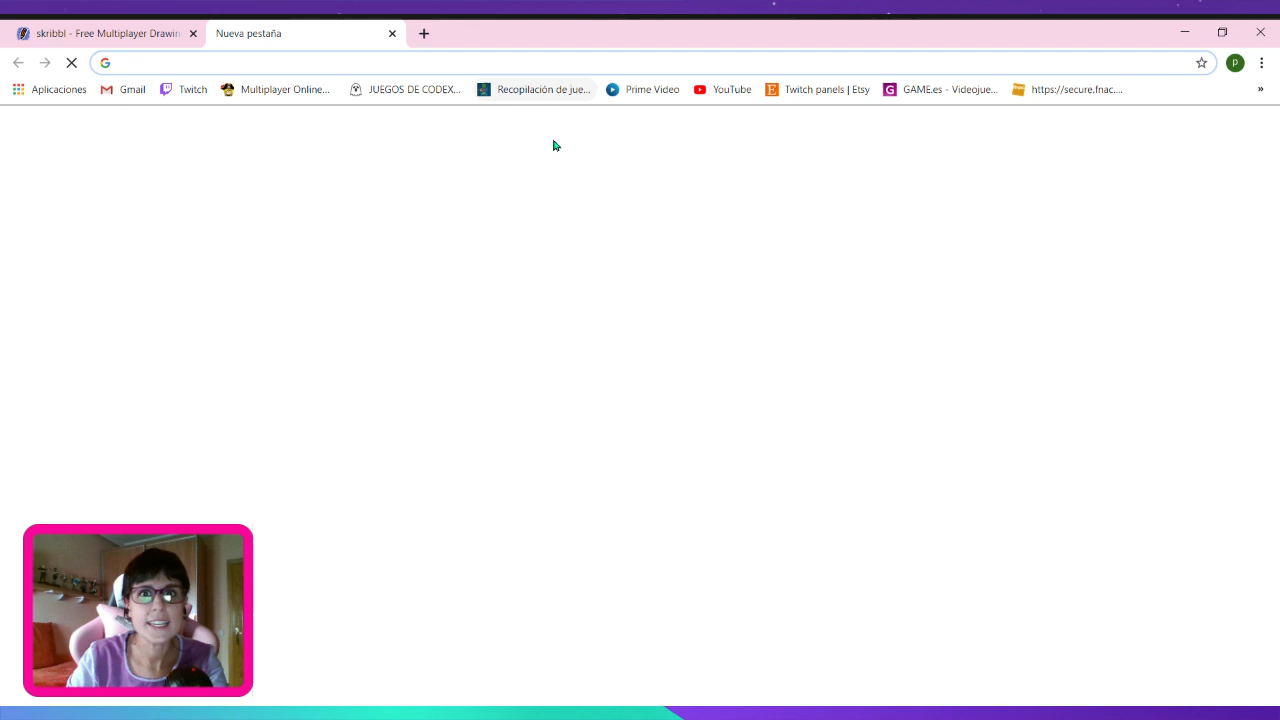 skribbl - Free Multiplayer Drawin
Nueva pestaña
Aplicaciones
Gmail
Twitch
Multiplayer Online...
JUEGOS DE CODEX...
Recopilación de jue...
Prime Video
YouTube
Twitch panels | Etsy
GAME.es - Videojue...
https://secure.fnac....
»